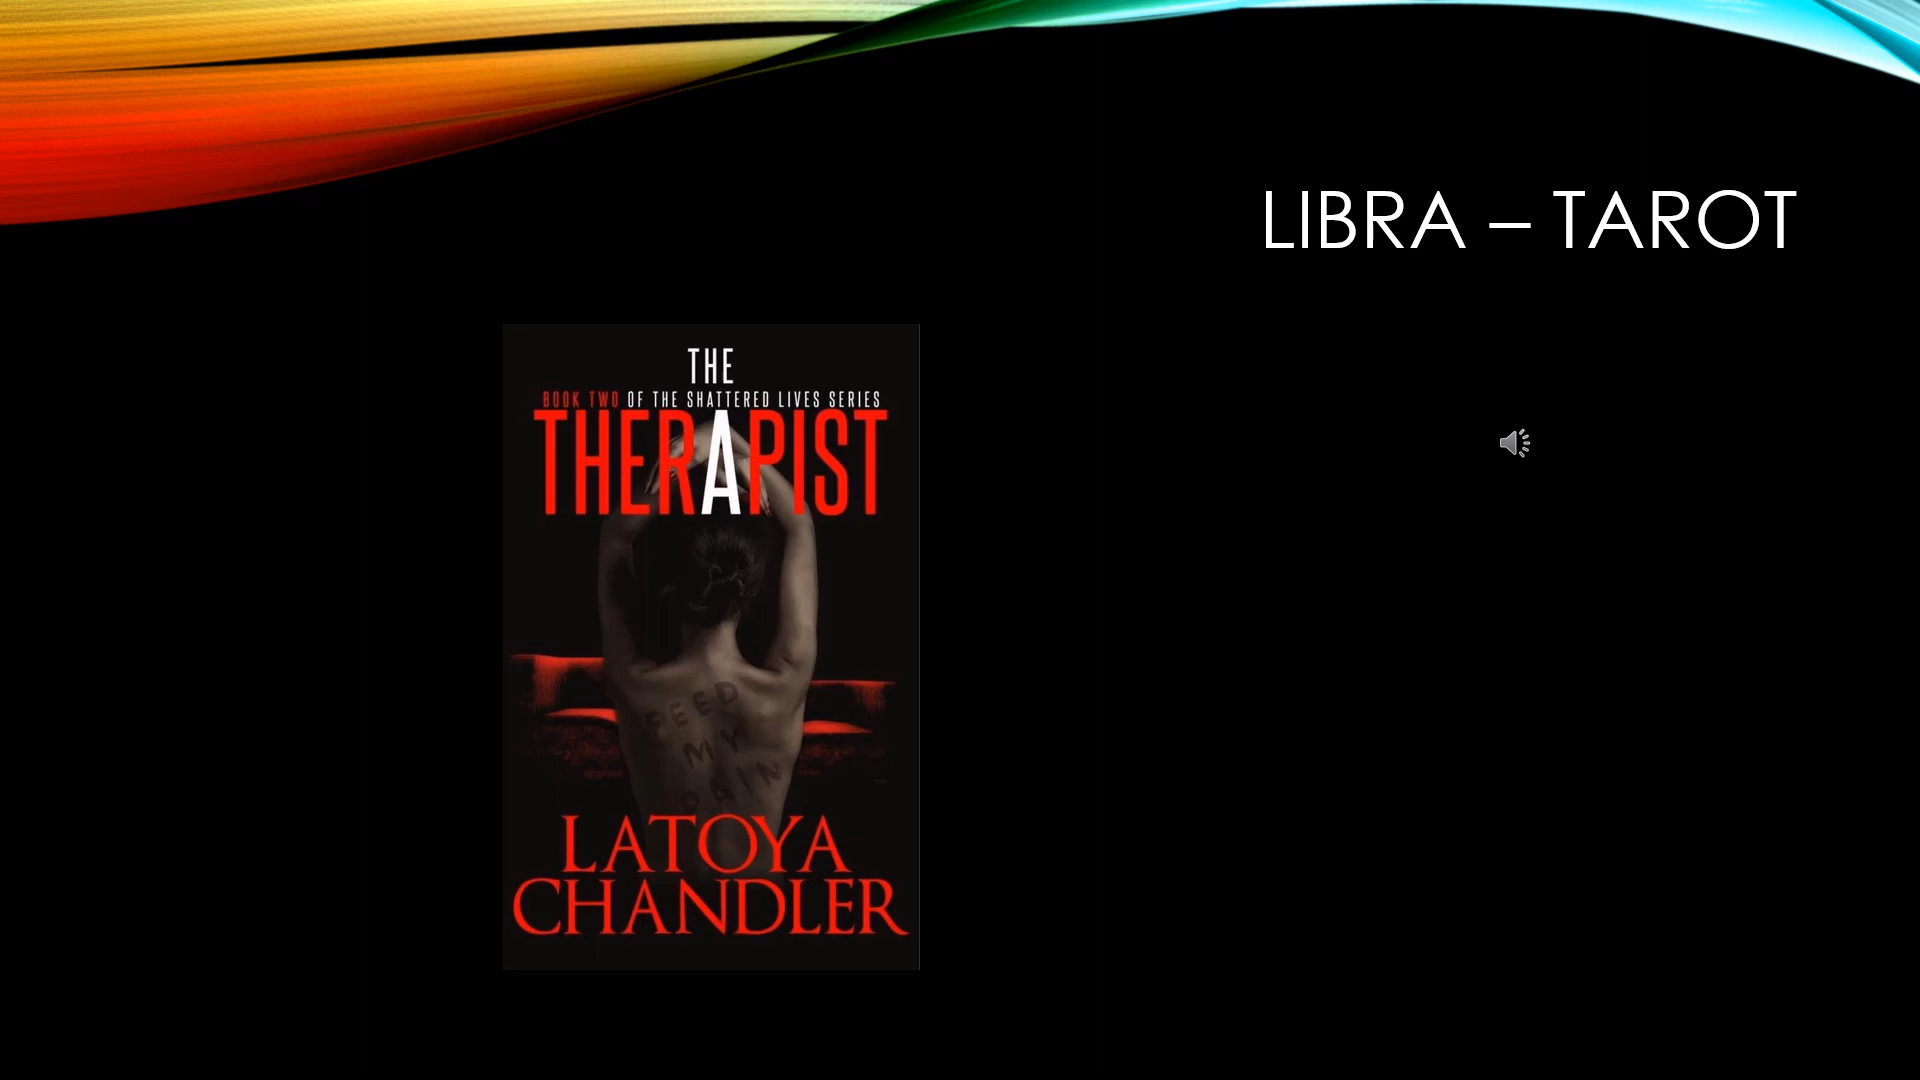 LIBRA – TAROT
THE
BOOK TWO OF THE SHATTERED LIVES SERIES
THERAPIST
FEED
MY
PAIN
LATOYA
CHANDLER